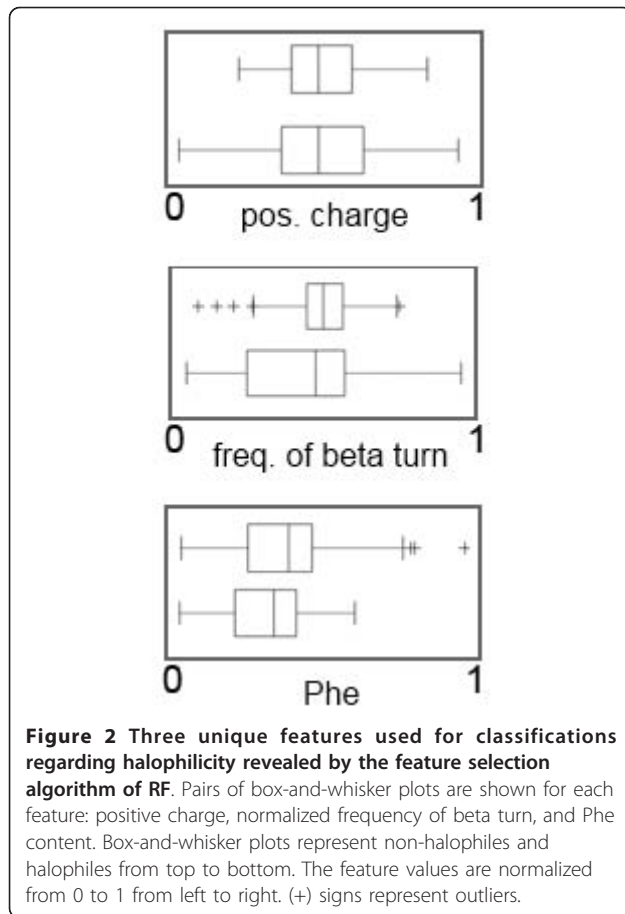 0 1
pos. charge
0 1
freq. of beta turn
0 1
Phe
Figure 2 Three unique features used for classifications
regarding halophilicity revealed by the feature selection
algorithm of RF. Pairs of box-and-whisker plots are shown for each
feature: positive charge, normalized frequency of beta turn, and Phe
content. Box-and-whisker plots represent non-halophiles and
halophiles from top to bottom. The feature values are normalized
from 0 to 1 from left to right. (+) signs represent outliers.